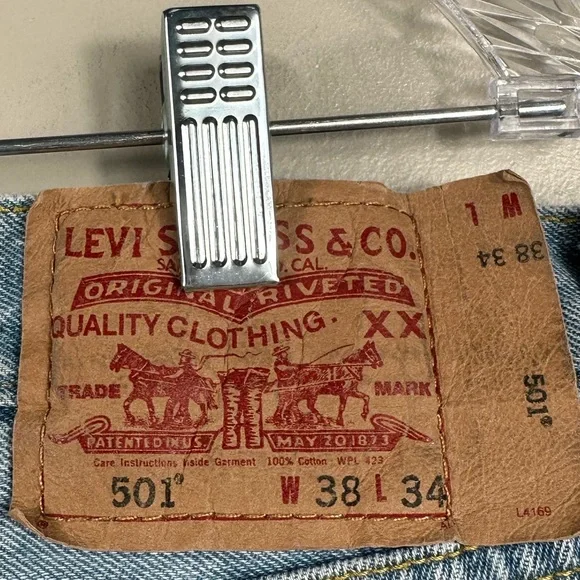 LEVI S SS & CO.
SA CAL.
ORIGINAL RIVETED
QUALITY CLOTHING. XX
TRADE MARK
PATENTED IN U.S. MAY 20 1873
Care Instructions Inside Garment 100% Cotton WPL 423
501® W 38 L 34
W L
38 34
501®
L4169
®